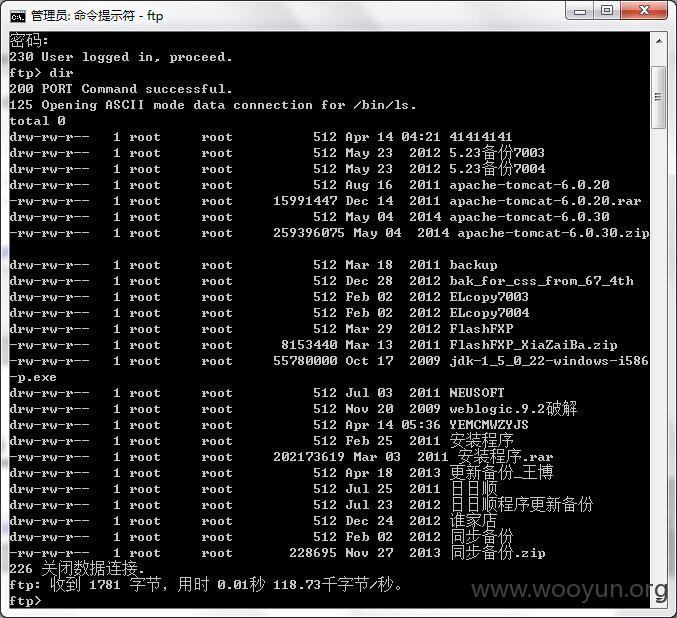 管理员: 命令提示符 - ftp
密码:
230 User logged in, proceed.
ftp> dir
200 PORT Command successful.
125 Opening ASCII mode data connection for /bin/ls.
total 0
drw-rw-r-- 1 root root 512 Apr 14 04:21 41414141
drw-rw-r-- 1 root root 512 May 23 2012 5.23备份7003
drw-rw-r-- 1 root root 512 May 23 2012 5.23备份7004
drw-rw-r-- 1 root root 512 Aug 16 2011 apache-tomcat-6.0.20
-rw-rw-r-- 1 root root 15991447 Dec 14 2011 apache-tomcat-6.0.20.rar
drw-rw-r-- 1 root root 512 May 04 2014 apache-tomcat-6.0.30
-rw-rw-r-- 1 root root 259396075 May 04 2014 apache-tomcat-6.0.30.zip
drw-rw-r-- 1 root root 512 Mar 18 2011 backup
drw-rw-r-- 1 root root 512 Dec 28 2012 bak_for_css_from_67_4th
drw-rw-r-- 1 root root 512 Feb 02 2012 ELcopy7003
drw-rw-r-- 1 root root 512 Feb 02 2012 ELcopy7004
drw-rw-r-- 1 root root 512 Mar 29 2012 FlashFXP
-rw-rw-r-- 1 root root 8153440 Mar 13 2011 FlashFXP_XiaZaiBa.zip
-rw-rw-r-- 1 root root 55780000 Oct 17 2009 jdk-1_5_0_22-windows-i586
-p.exe
drw-rw-r-- 1 root root 512 Jul 03 2011 NEUSOFT
drw-rw-r-- 1 root root 512 Nov 20 2009 weblogic.9.2破解
drw-rw-r-- 1 root root 512 Apr 14 05:36 YEMCMWZYJS
drw-rw-r-- 1 root root 512 Feb 25 2011 安装程序
-rw-rw-r-- 1 root root 202173619 Mar 03 2011 安装程序.rar
drw-rw-r-- 1 root root 512 Apr 18 2013 更新备份_王博
drw-rw-r-- 1 root root 512 Jul 25 2011 日日顺
drw-rw-r-- 1 root root 512 Jul 23 2012 日日顺程序更新备份
drw-rw-r-- 1 root root 512 Dec 24 2012 谁家店
drw-rw-r-- 1 root root 512 Feb 02 2012 同步备份
-rw-rw-r-- 1 root root 228695 Nov 27 2013 同步备份.zip
226 关闭数据连接.
ftp: 收到 1781 字节，用时 0.01秒 118.73千字节/秒。
ftp>
www.wooyun.org